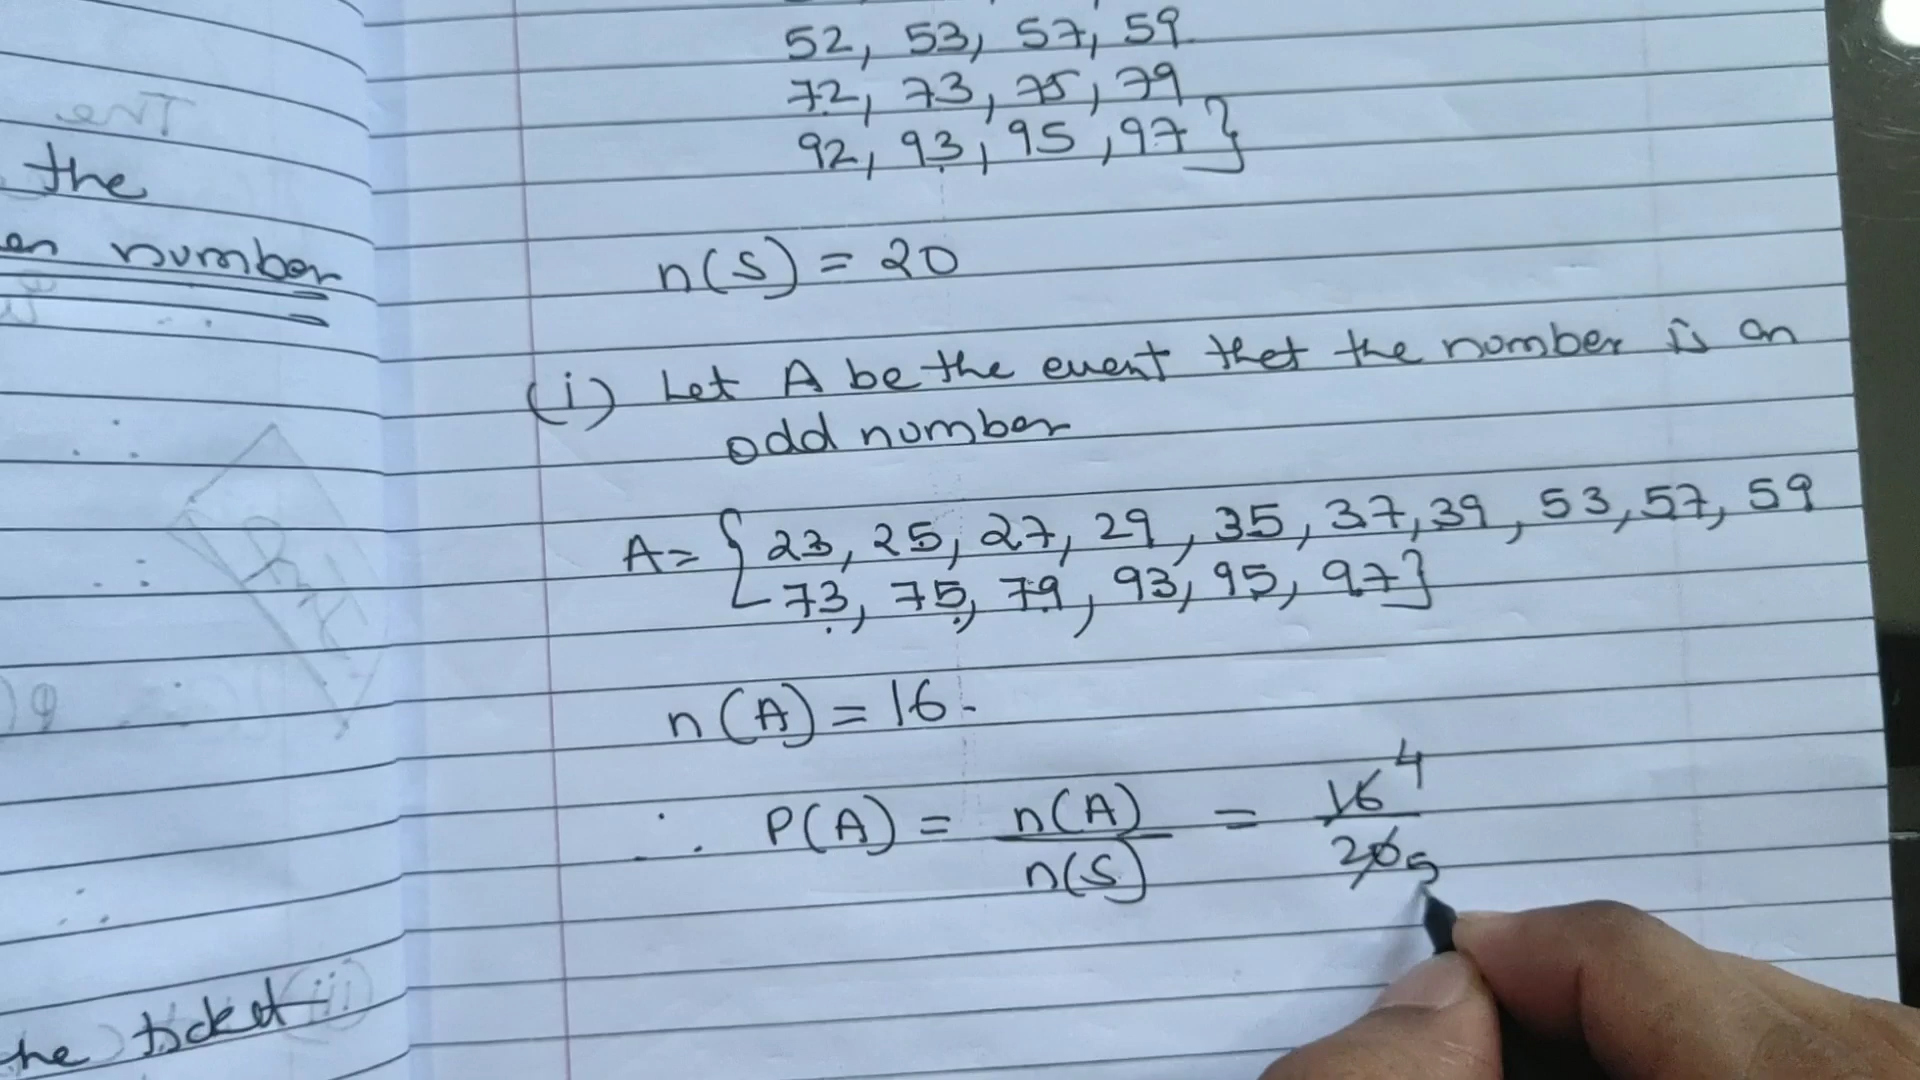 52, 53, 57, 59
72, 73, 75, 79
92, 93, 95, 97}
the
number
n(S) = 20
(i) Let A be the event thet the number is an
odd number
A = {23, 25, 27, 29, 35, 37, 39, 53, 57, 59
73, 75, 79, 93, 95, 97}
n(A) = 16.
∴ P(A) = n(A)/n(S) = 16 4/20 5
the ticket